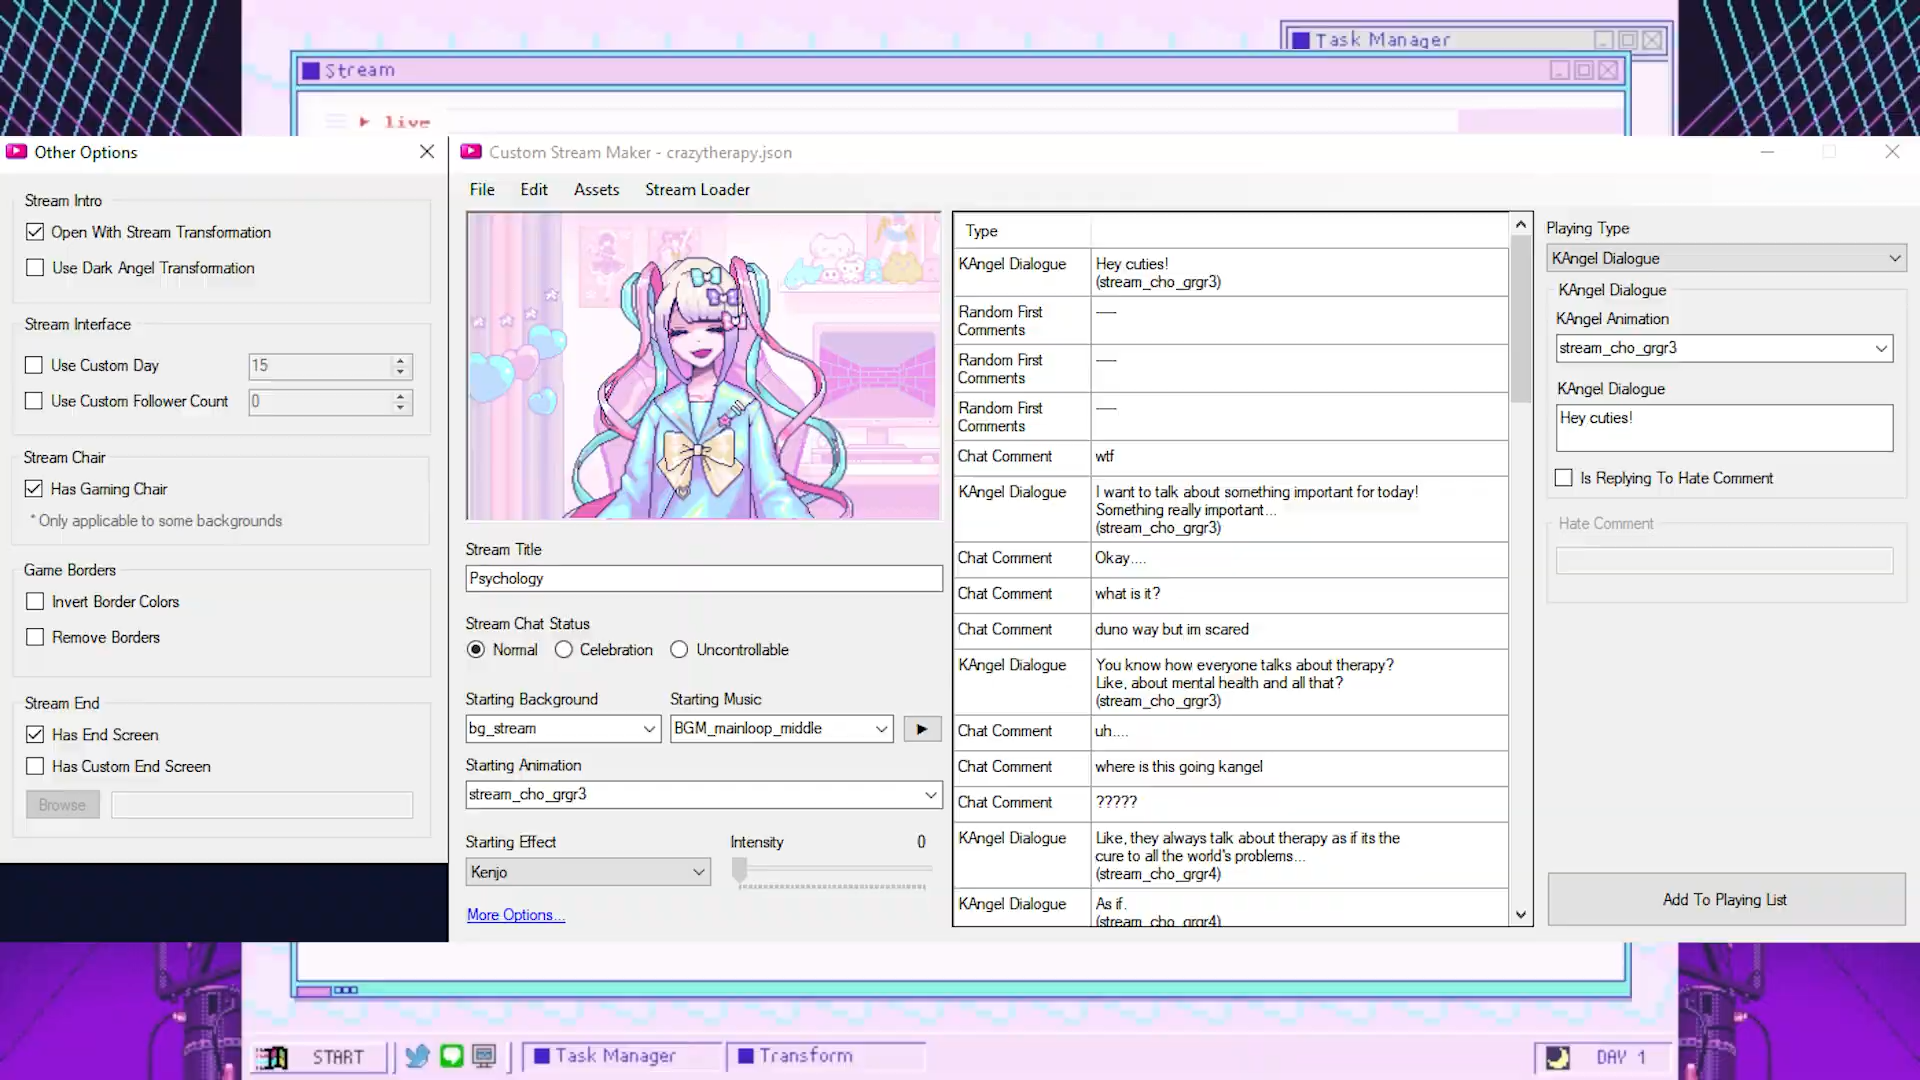 Task Manager
Stream
live
Other Options
Custom Stream Maker - crazytherapy.json
File Edit Assets Stream Loader
Stream Intro
Open With Stream Transformation
Use Dark Angel Transformation
Stream Interface
Use Custom Day 15
Use Custom Follower Count 0
Stream Chair
Has Gaming Chair
* Only applicable to some backgrounds
Game Borders
Invert Border Colors
Remove Borders
Stream End
Has End Screen
Has Custom End Screen
Browse
Stream Title
Psychology
Stream Chat Status
Normal Celebration Uncontrollable
Starting Background Starting Music
bg_stream BGM_mainloop_middle
Starting Animation
stream_cho_grgr3
Starting Effect Intensity 0
Kenjo
More Options...
Type
KAngel Dialogue Hey cuties!
(stream_cho_grgr3)
Random First
Comments
Random First
Comments
Random First
Comments
Chat Comment wtf
KAngel Dialogue I want to talk about something important for today!
Something really important...
(stream_cho_grgr3)
Chat Comment Okay....
Chat Comment what is it?
Chat Comment duno way but im scared
KAngel Dialogue You know how everyone talks about therapy?
Like, about mental health and all that?
(stream_cho_grgr3)
Chat Comment uh....
Chat Comment where is this going kangel
Chat Comment ?????
KAngel Dialogue Like, they always talk about therapy as if its the
cure to all the world's problems...
(stream_cho_grgr4)
KAngel Dialogue As if.
(stream_cho_grgr4)
Playing Type
KAngel Dialogue
KAngel Dialogue
KAngel Animation
stream_cho_grgr3
KAngel Dialogue
Hey cuties!
Is Replying To Hate Comment
Hate Comment
Add To Playing List
START
Task Manager
Transform
DAY 1